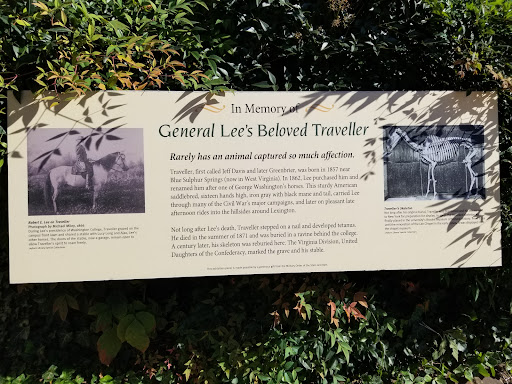 In Memory of
General Lee's Beloved Traveller
Rarely has an animal captured so much affection.
Traveller, first called Jeff Davis and later Greenbrier, was born in 1857 near
Blue Sulphur Springs (now in West Virginia). In 1862, Lee purchased him and
renamed him after one of George Washington's horses. This sturdy American
saddlebred, sixteen hands high, iron gray with black mane and tail, carried Lee
through many of the Civil War's major campaigns, and later on pleasant late
afternoon rides into the hillsides around Lexington.
Not long after Lee's death, Traveller stepped on a nail and developed tetanus.
He died in the summer of 1871 and was buried in a ravine behind the college.
A century later, his skeleton was reburied here. The Virginia Division, United
Daughters of the Confederacy, marked the grave and his stable.
Robert E. Lee on Traveller
Photograph by Michael Miley, 1866
Traveller's Skeleton